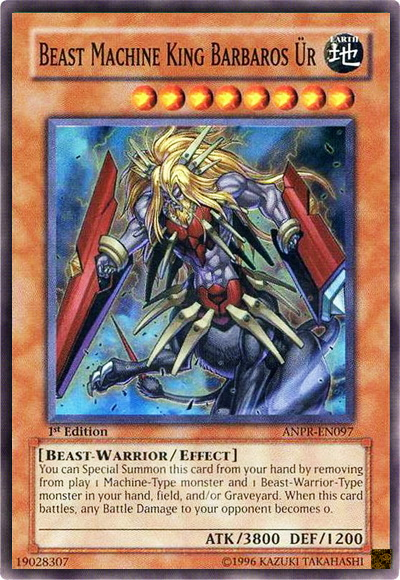 BEAST MACHINE KING BARBAROS ÜR
EARTH
地
1st Edition
ANPR-EN097
[BEAST-WARRIOR/EFFECT]
You can Special Summon this card from your hand by removing
from play 1 Machine-Type monster and 1 Beast-Warrior-Type
monster in your hand, field, and/or Graveyard. When this card
battles, any Battle Damage to your opponent becomes 0.
ATK/3800 DEF/1200
19028307
©1996 KAZUKI TAKAHASHI